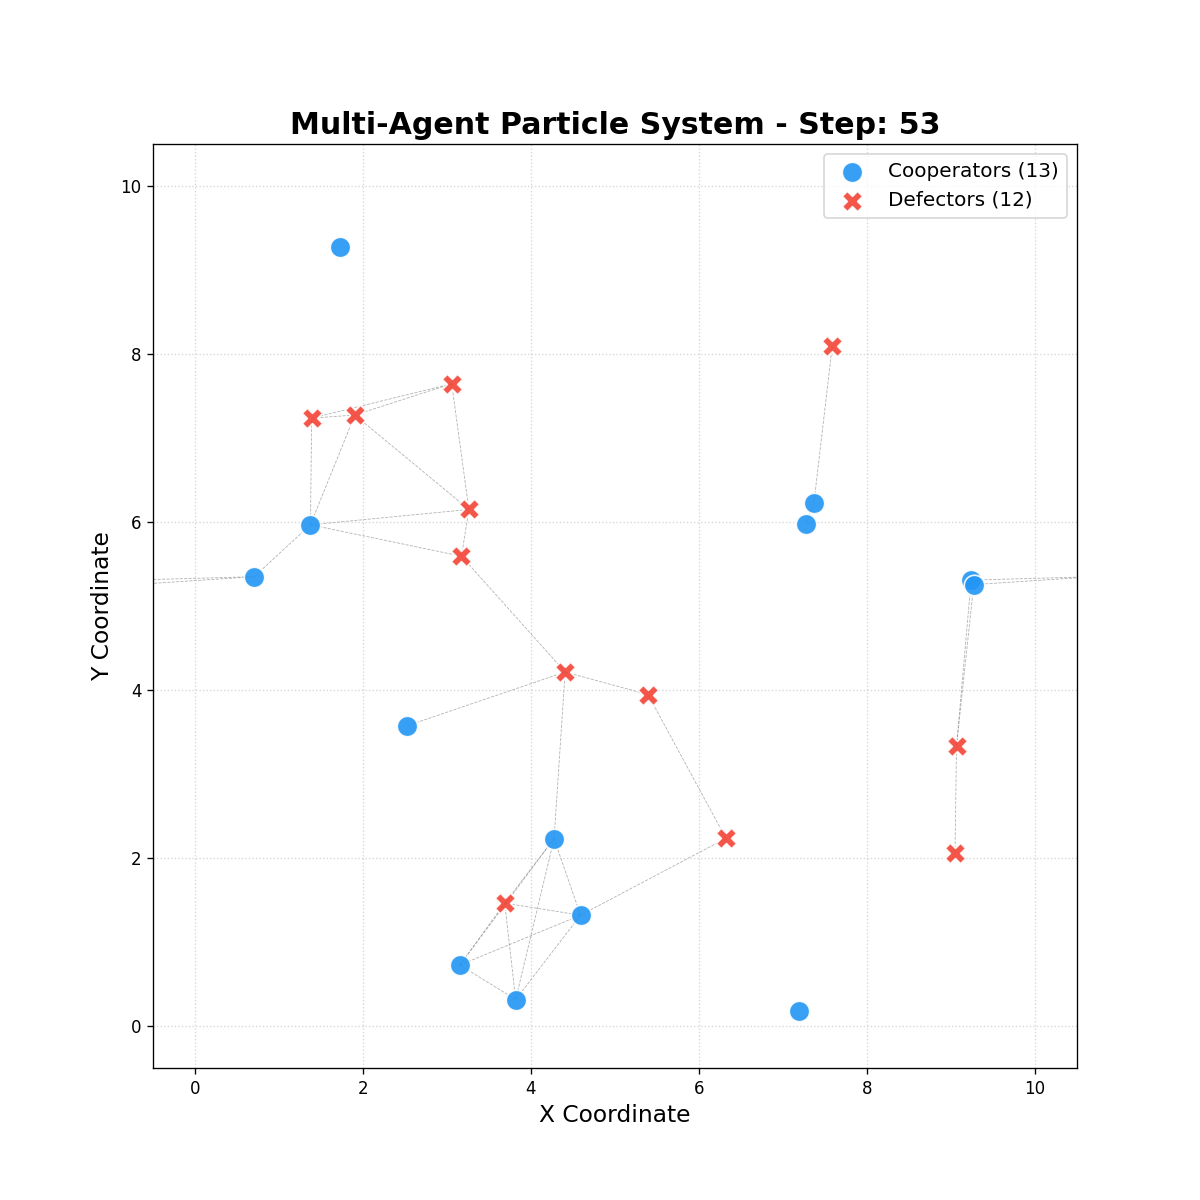 Multi-Agent Particle System - Step: 53
Cooperators (13)
Defectors (12)
10
8
6
4
2
0
Y Coordinate
0 2 4 6 8 10
X Coordinate